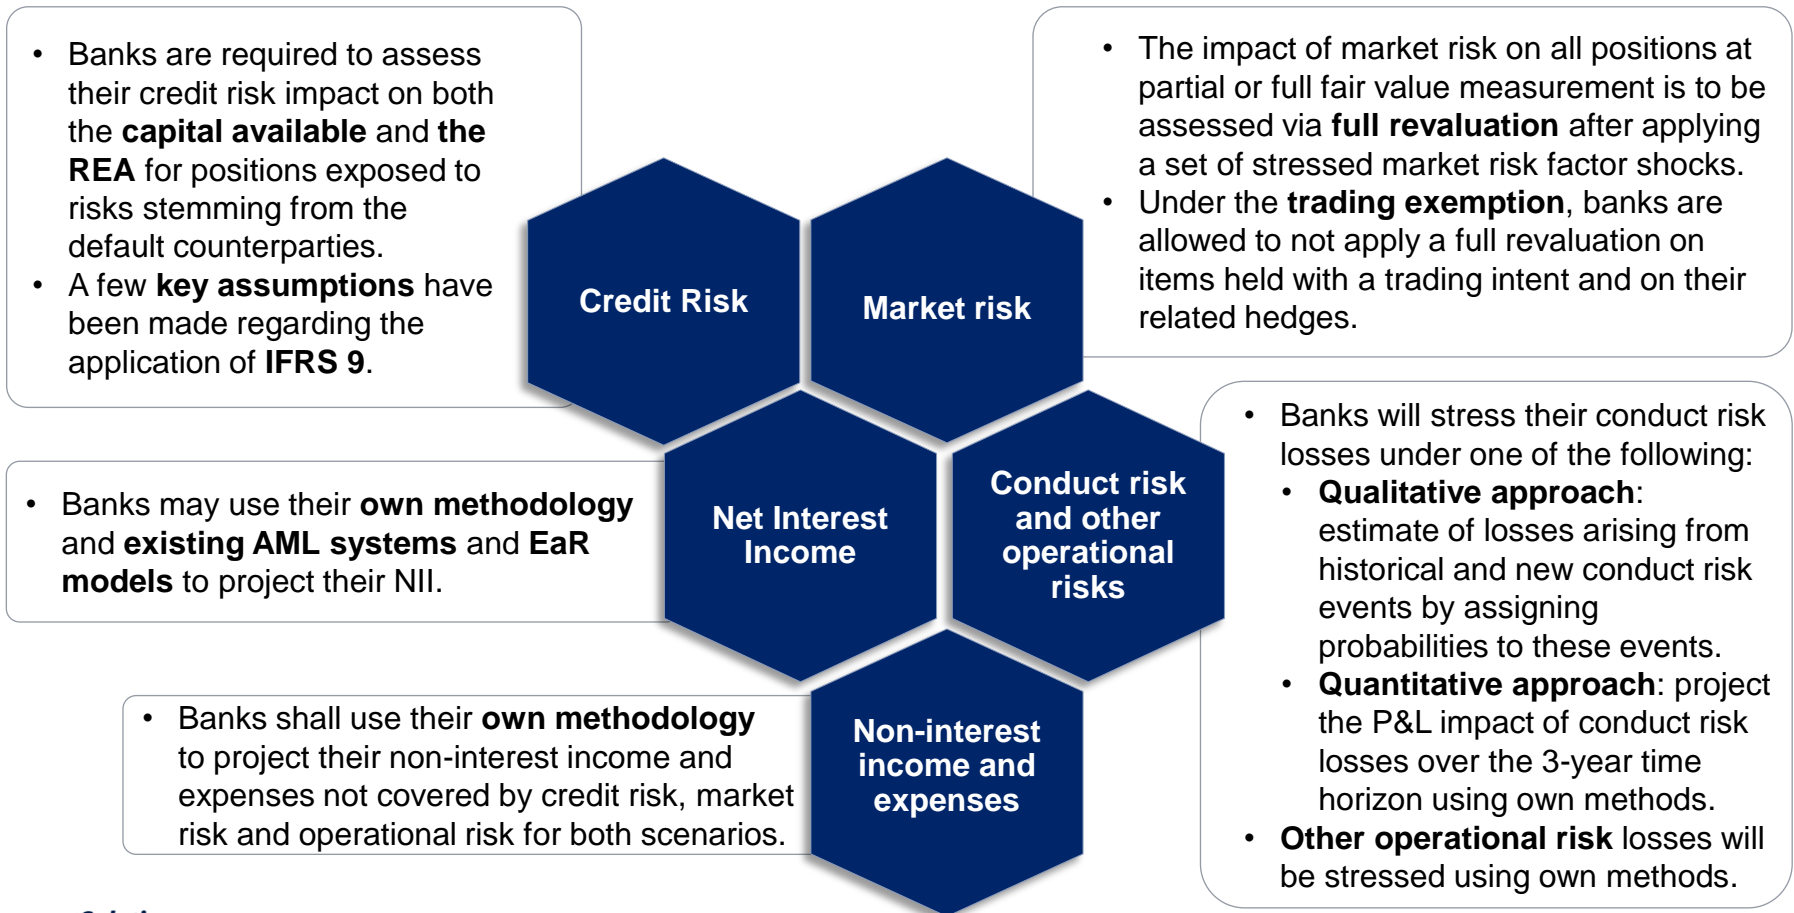 • Banks are required to assess
their credit risk impact on both
the capital available and the
REA for positions exposed to
risks stemming from the
default counterparties.
• A few key assumptions have
been made regarding the
application of IFRS 9.
• The impact of market risk on all positions at
partial or full fair value measurement is to be
assessed via full revaluation after applying
a set of stressed market risk factor shocks.
• Under the trading exemption, banks are
allowed to not apply a full revaluation on
items held with a trading intent and on their
related hedges.
Credit Risk
Market risk
• Banks may use their own methodology
and existing AML systems and EaR
models to project their NII.
Net Interest
Income
Conduct risk
and other
operational
risks
• Banks will stress their conduct risk
losses under one of the following:
• Qualitative approach:
estimate of losses arising from
historical and new conduct risk
events by assigning
probabilities to these events.
• Quantitative approach: project
the P&L impact of conduct risk
losses over the 3-year time
horizon using own methods.
• Other operational risk losses will
be stressed using own methods.
• Banks shall use their own methodology
to project their non-interest income and
expenses not covered by credit risk, market
risk and operational risk for both scenarios.
Non-interest
income and
expenses